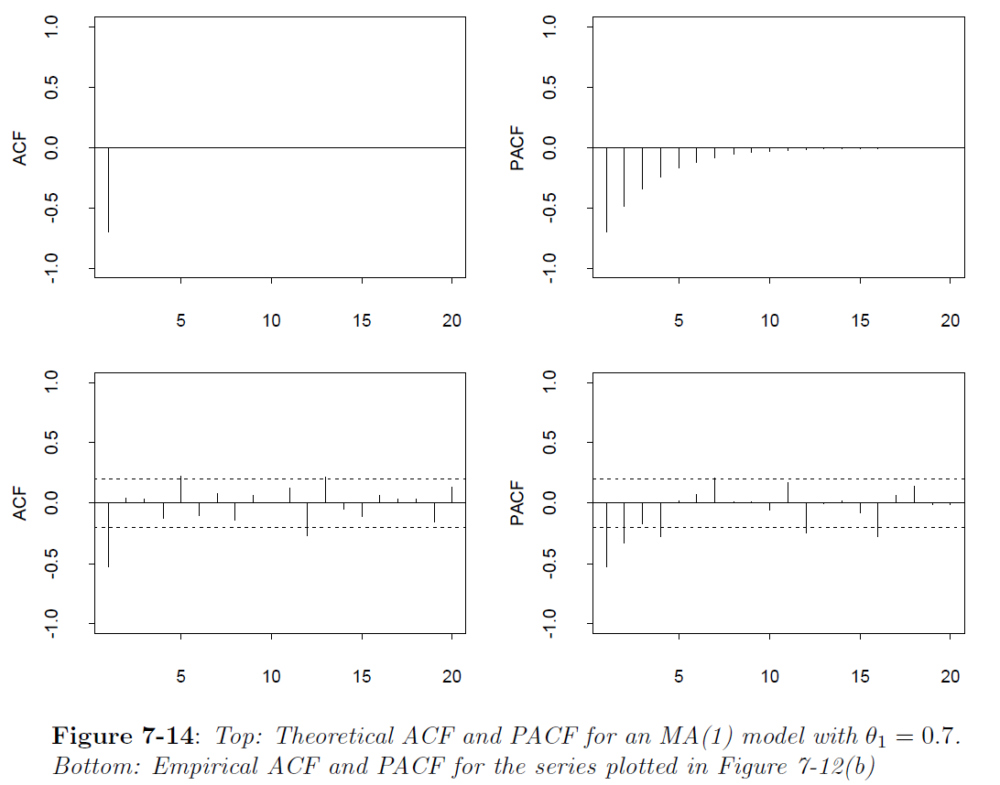 ACF
1.0
0.5
0.0
-0.5
-1.0
5 10 15 20
PACF
1.0
0.5
0.0
-0.5
-1.0
5 10 15 20
ACF
1.0
0.5
0.0
-0.5
-1.0
5 10 15 20
PACF
1.0
0.5
0.0
-0.5
-1.0
5 10 15 20
Figure 7-14: Top: Theoretical ACF and PACF for an MA(1) model with θ₁ = 0.7.
Bottom: Empirical ACF and PACF for the series plotted in Figure 7-12(b)